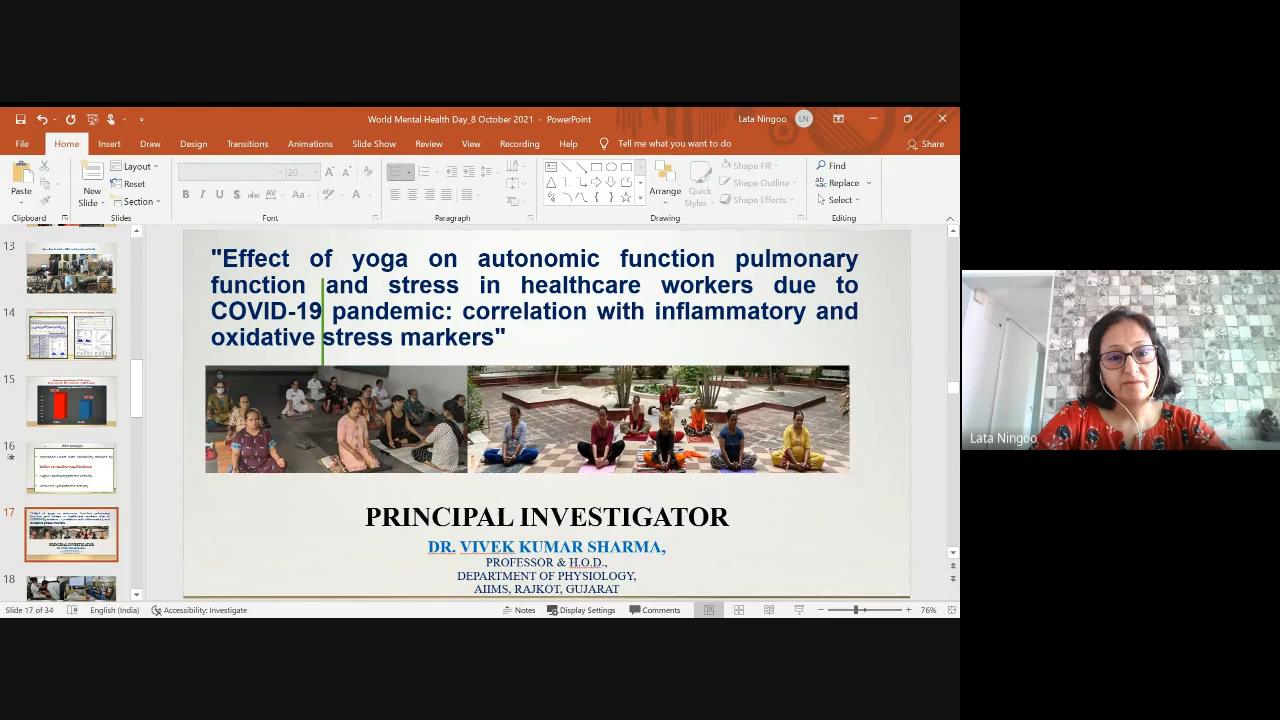 World Mental Health Day_8 October 2021 - PowerPoint
Lata Ningoo
LN
File Home Insert Draw Design Transitions Animations Slide Show Review View Recording Help Tell me what you want to do
Share
Paste
Clipboard
New Slide
Layout
Reset
Section
Slides
20
B I U S ab AV Aa A
Font
Paragraph
Arrange
Quick Styles
Shape Fill
Shape Outline
Shape Effects
Drawing
Find
Replace
Select
Editing
13
14
15
16
HRV analysis
17
18
"Effect of yoga on autonomic function pulmonary
function and stress in healthcare workers due to
COVID-19 pandemic: correlation with inflammatory and
oxidative stress markers"
PRINCIPAL INVESTIGATOR
DR. VIVEK KUMAR SHARMA,
PROFESSOR & H.O.D.,
DEPARTMENT OF PHYSIOLOGY,
AIIMS, RAJKOT, GUJARAT
Slide 17 of 34
English (India)
Accessibility: Investigate
Notes
Display Settings
Comments
76%
Lata Ningoo